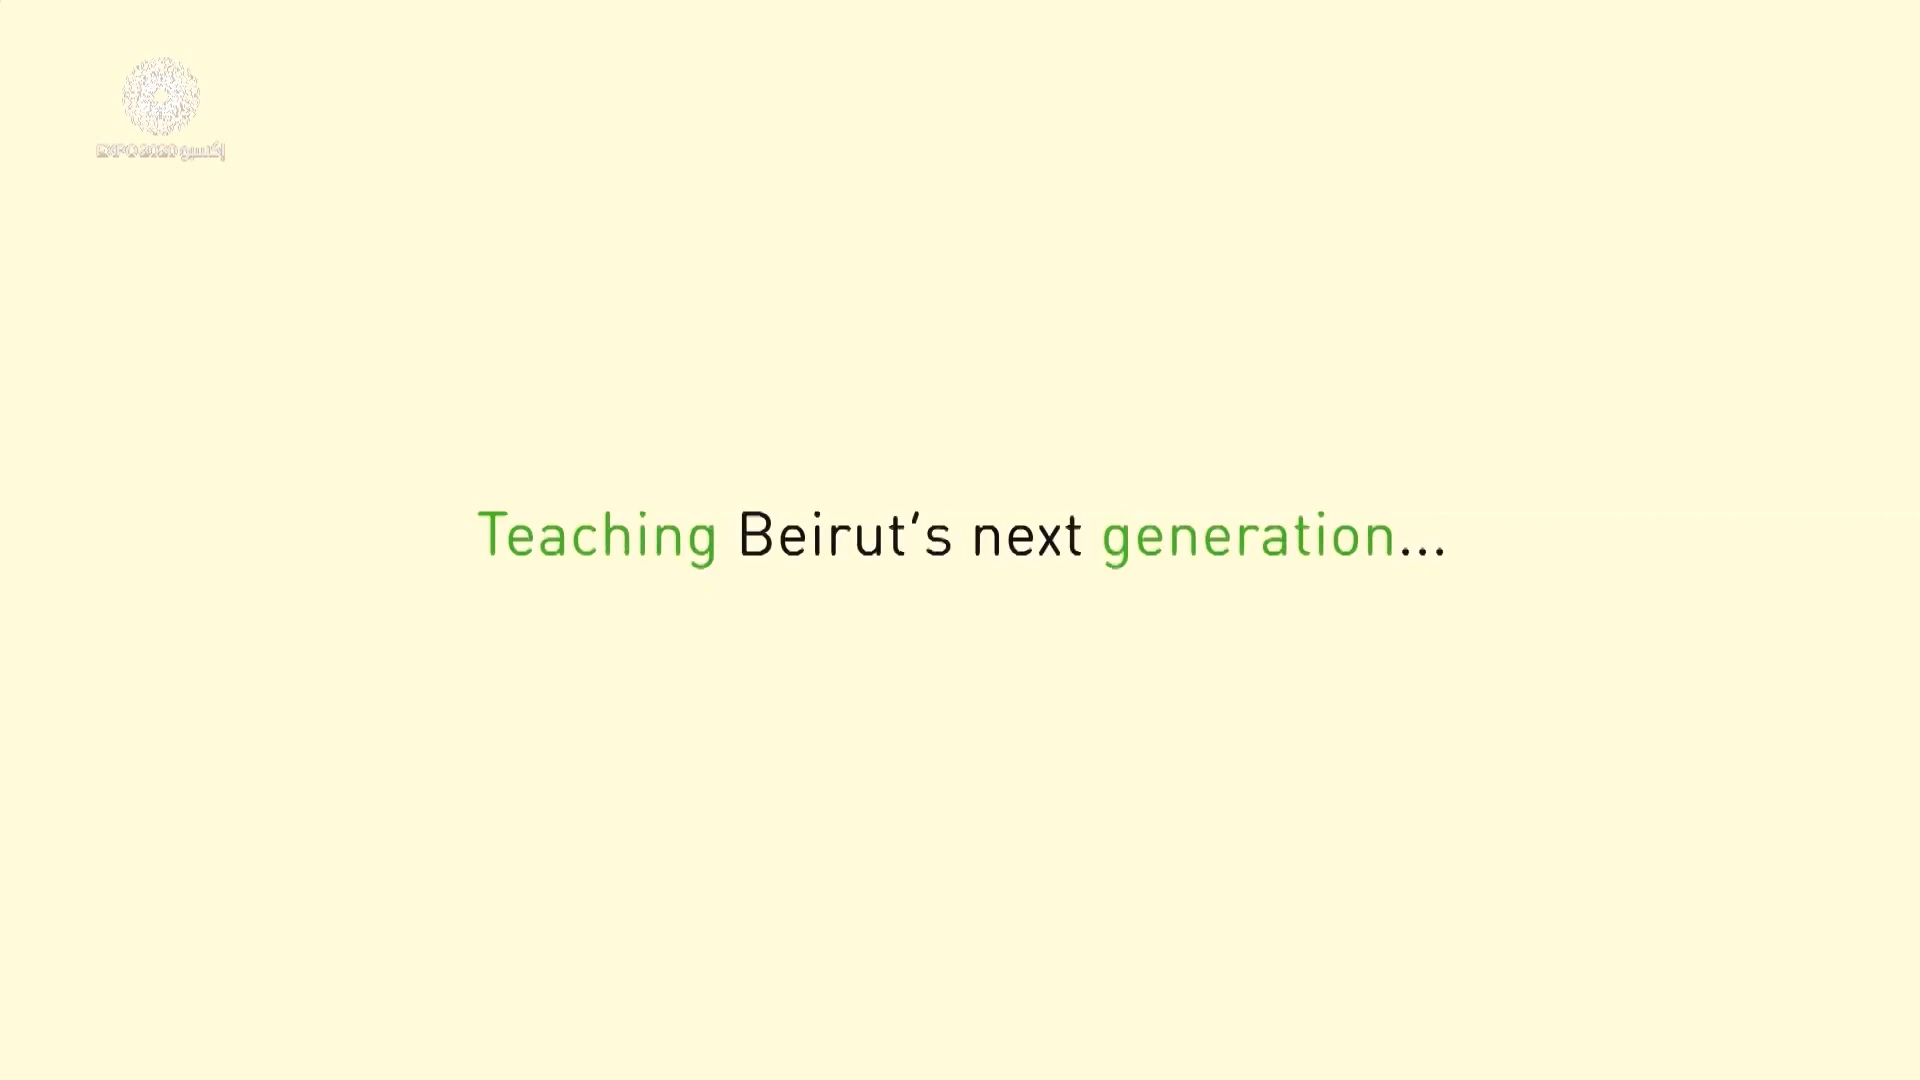 EXPO 2020 إكسبو
Teaching Beirut’s next generation...